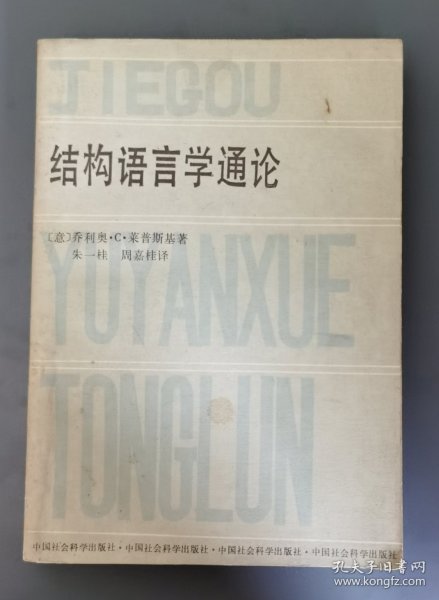 JIEGOU
结构语言学通论
〔意〕乔利奥·C·莱普斯基著
朱一桂 周嘉桂译
YUYANXUE
TONGLUN
中国社会科学出版社·中国社会科学出版社·中国社会科学出版社·中国社会科学出版社
孔夫子旧书网
www.kongfz.com